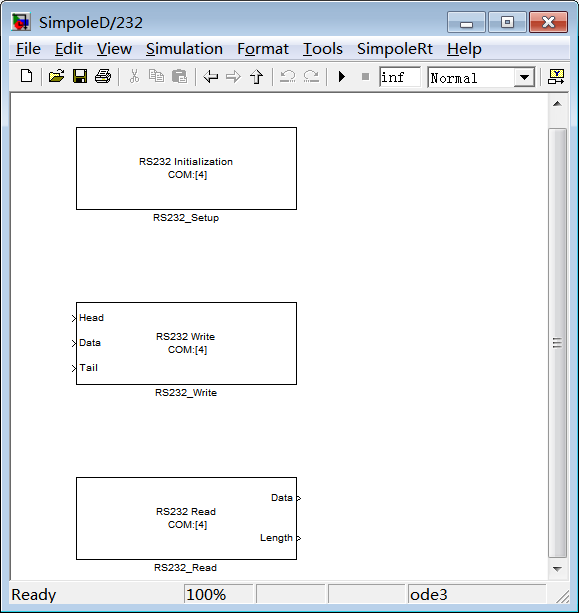 SimpoleD/232
File Edit View Simulation Format Tools SimpoleRt Help
inf Normal
RS232 Initialization
COM:[4]
RS232_Setup
Head
Data
Tail
RS232 Write
COM:[4]
RS232_Write
Data
RS232 Read
COM:[4]
Length
RS232_Read
Ready 100% ode3